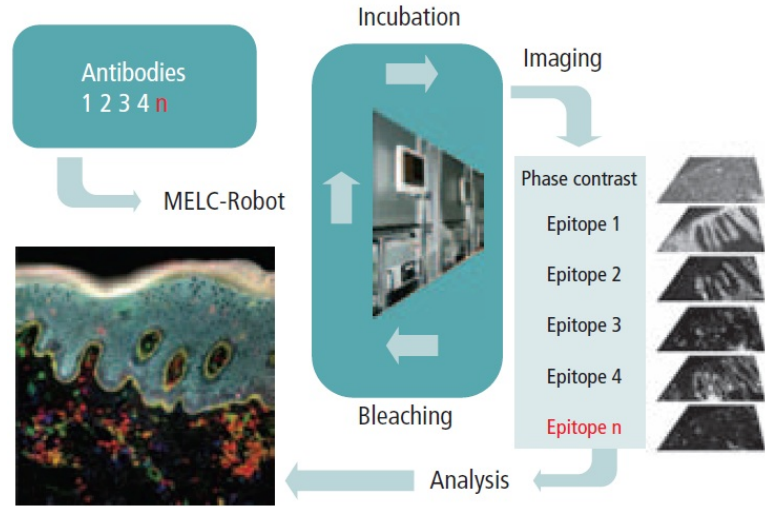 Antibodies
1 2 3 4 n
MELC-Robot
Incubation
Bleaching
Imaging
Phase contrast
Epitope 1
Epitope 2
Epitope 3
Epitope 4
Epitope n
Analysis